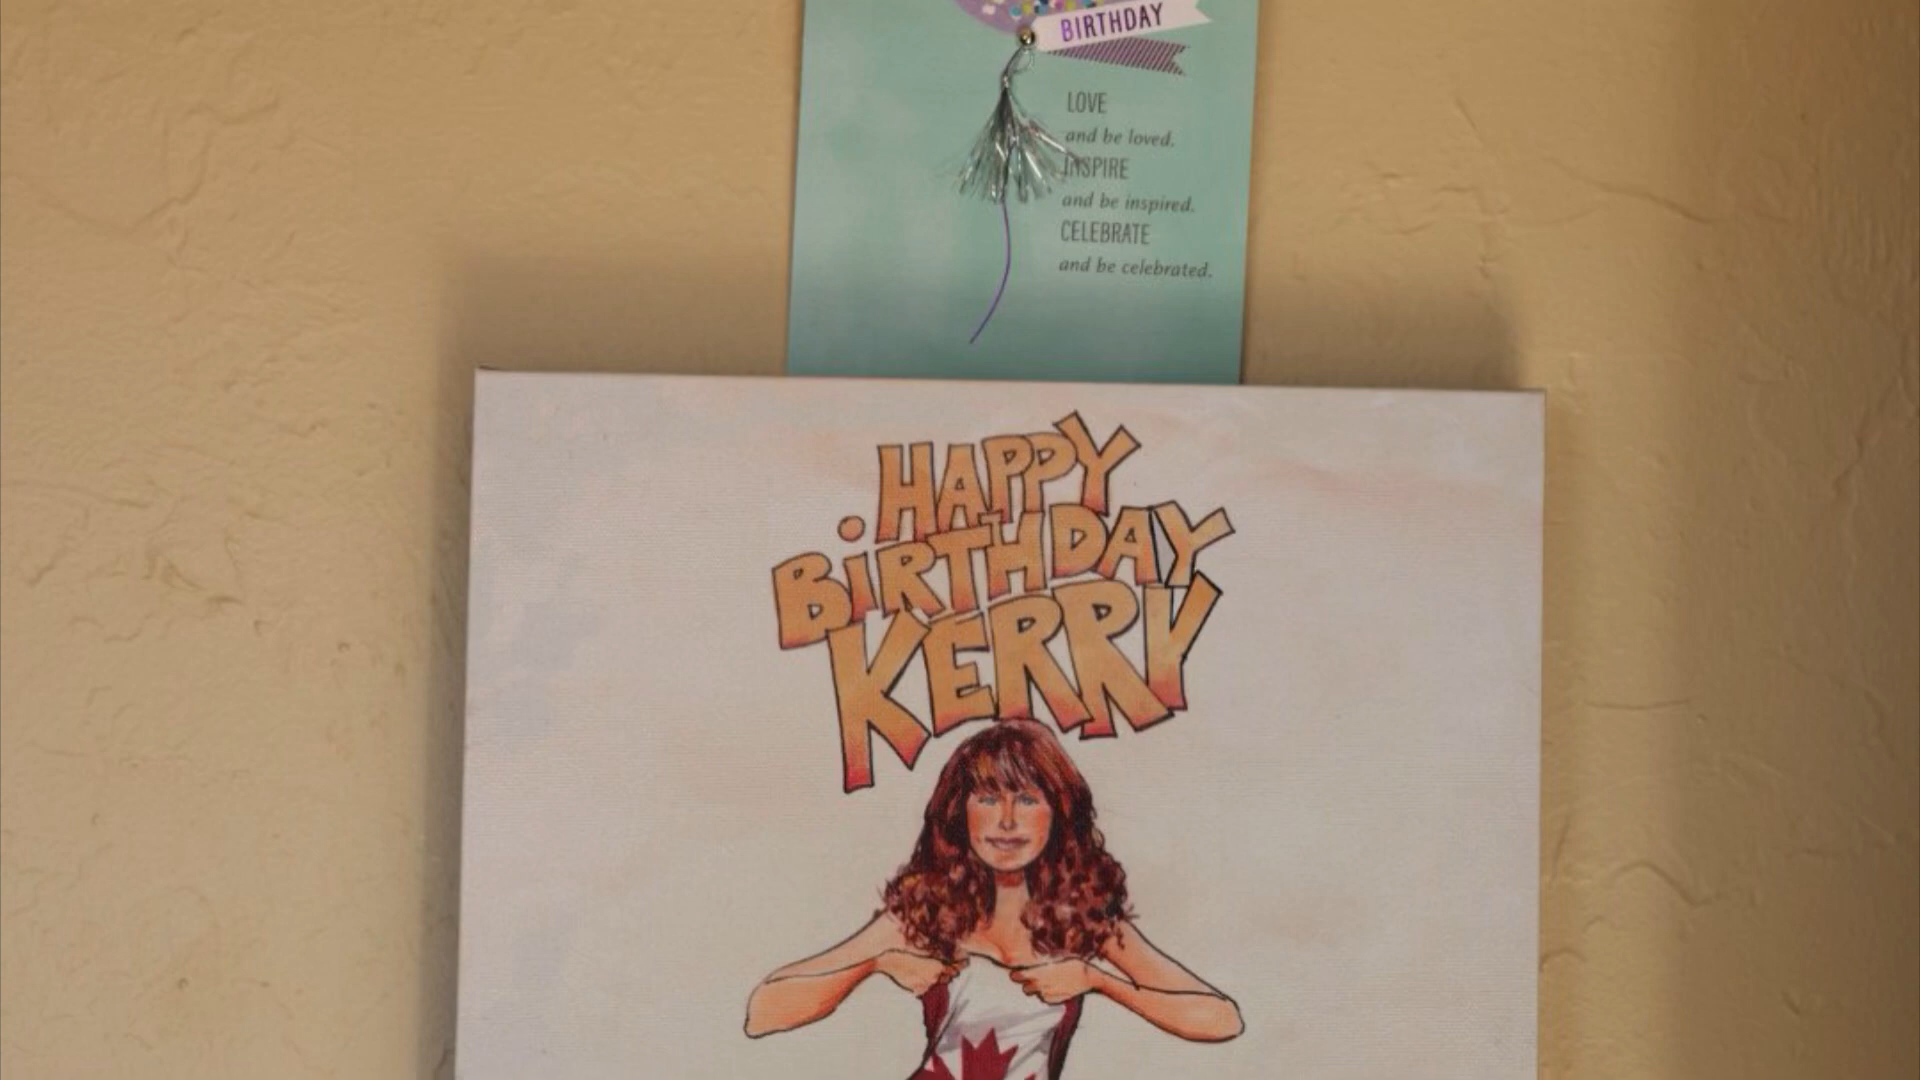 BIRTHDAY
LOVE
and be loved.
INSPIRE
and be inspired.
CELEBRATE
and be celebrated.
HAPPY
BiRTHDAY
KERRY